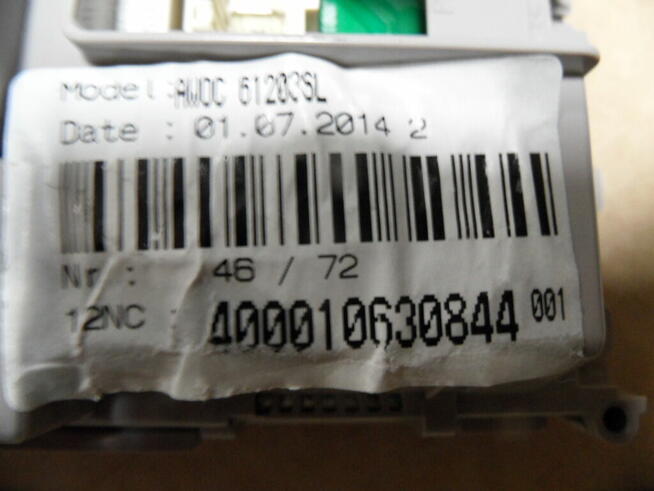 Model :AWOC 61203SL
Date : 01.07.2014 2
Nr : 46 / 72
12NC : 400010630844 001